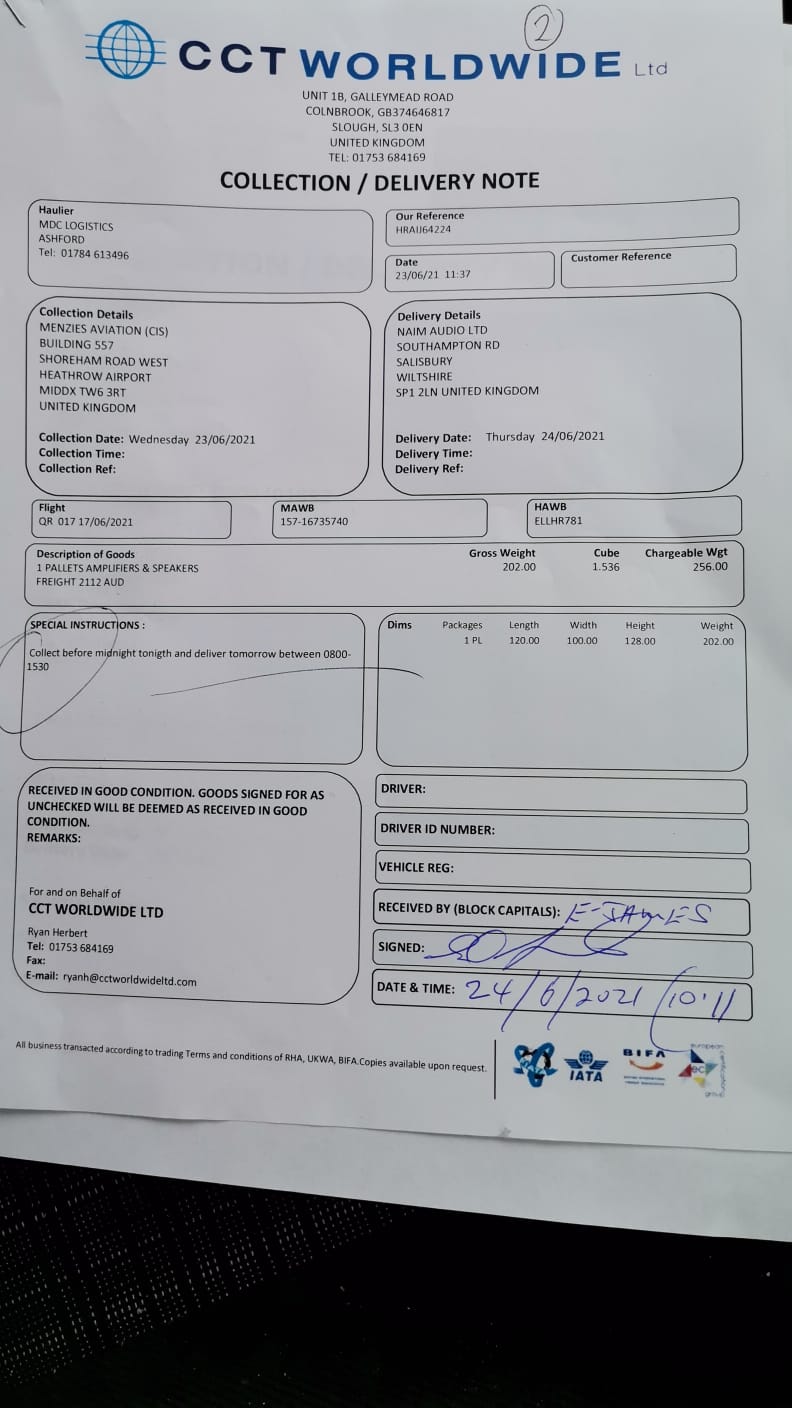 2
CCT WORLDWIDE Ltd
UNIT 1B, GALLEYMEAD ROAD
COLNBROOK, GB374646817
SLOUGH, SL3 0EN
UNITED KINGDOM
TEL: 01753 684169
COLLECTION / DELIVERY NOTE
Haulier
MDC LOGISTICS
ASHFORD
Tel: 01784 613496
Our Reference
HRAIJ64224
Date
23/06/21 11:37
Customer Reference
Collection Details
MENZIES AVIATION (CIS)
BUILDING 557
SHOREHAM ROAD WEST
HEATHROW AIRPORT
MIDDX TW6 3RT
UNITED KINGDOM
Collection Date: Wednesday 23/06/2021
Collection Time:
Collection Ref:
Delivery Details
NAIM AUDIO LTD
SOUTHAMPTON RD
SALISBURY
WILTSHIRE
SP1 2LN UNITED KINGDOM
Delivery Date: Thursday 24/06/2021
Delivery Time:
Delivery Ref:
Flight
QR 017 17/06/2021
MAWB
157-16735740
HAWB
ELLHR781
Description of Goods Gross Weight Cube Chargeable Wgt
1 PALLETS AMPLIFIERS & SPEAKERS 202.00 1.536 256.00
FREIGHT 2112 AUD
SPECIAL INSTRUCTIONS :
Collect before midnight tonigth and deliver tomorrow between 0800-
1530
Dims Packages Length Width Height Weight
1 PL 120.00 100.00 128.00 202.00
RECEIVED IN GOOD CONDITION. GOODS SIGNED FOR AS
UNCHECKED WILL BE DEEMED AS RECEIVED IN GOOD
CONDITION.
REMARKS:
For and on Behalf of
CCT WORLDWIDE LTD
Ryan Herbert
Tel: 01753 684169
Fax:
E-mail: ryanh@cctworldwideltd.com
DRIVER:
DRIVER ID NUMBER:
VEHICLE REG:
RECEIVED BY (BLOCK CAPITALS): E-JAMES
SIGNED:
DATE & TIME: 24/6/2021/10:11
All business transacted according to trading Terms and conditions of RHA, UKWA, BIFA.Copies available upon request.
IATA
BIFA
european
certification
group
ec